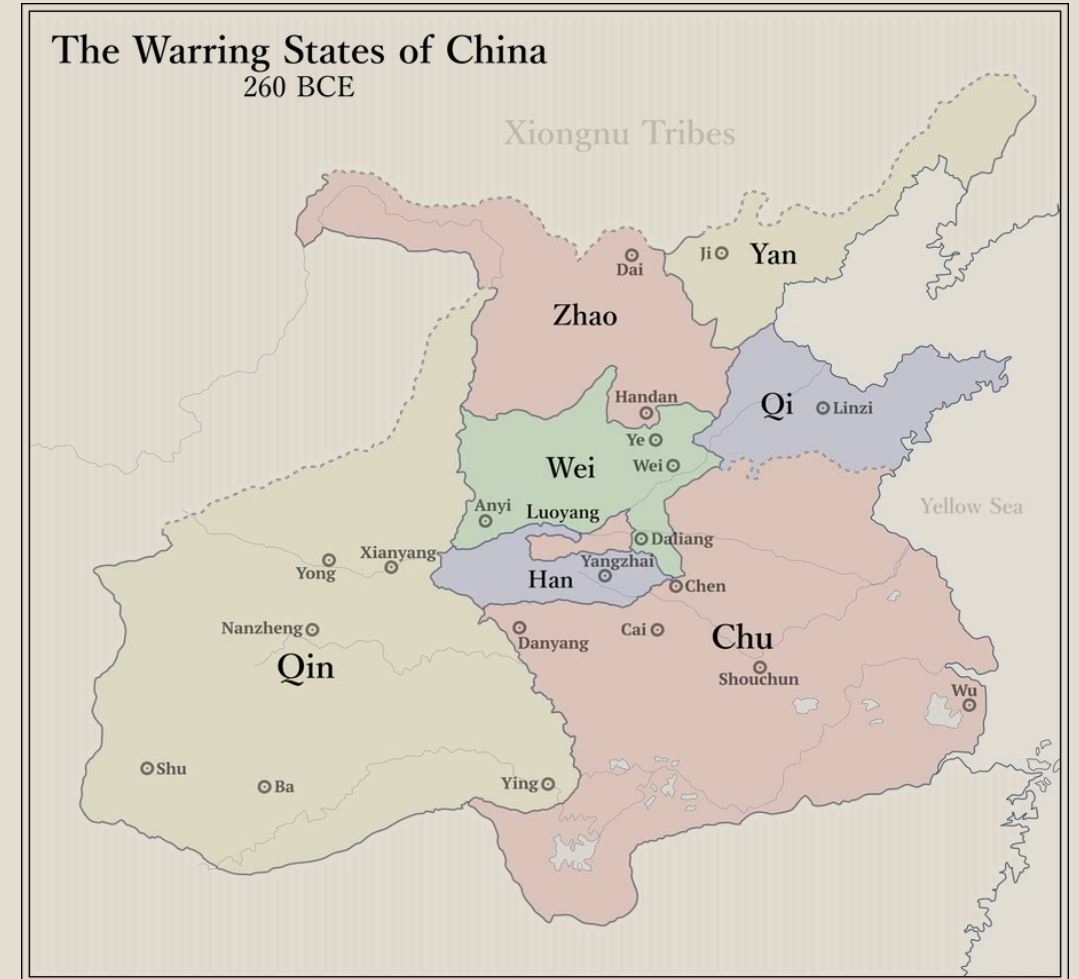 The Warring States of China
260 BCE
Xiongnu Tribes
Ji
Yan
Dai
Zhao
Handan
Qi
Linzi
Ye
Wei
Wei
Anyi
Luoyang
Yellow Sea
Daliang
Xianyang
Yangzhai
Yong
Han
Chen
Nanzheng
Danyang
Cai
Chu
Qin
Shouchun
Wu
Shu
Ba
Ying